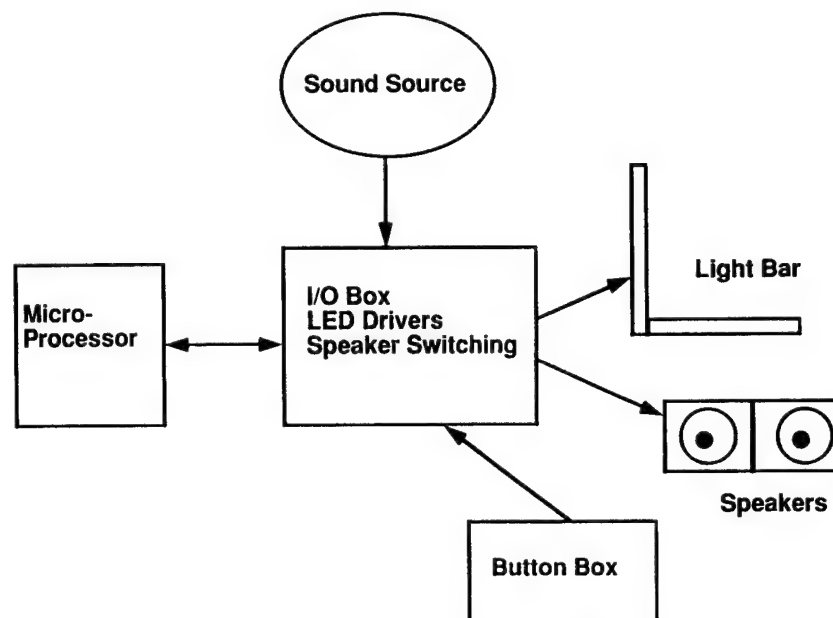 Sound Source
Light Bar
I/O Box
LED Drivers
Speaker Switching
Micro-
Processor
Speakers
Button Box